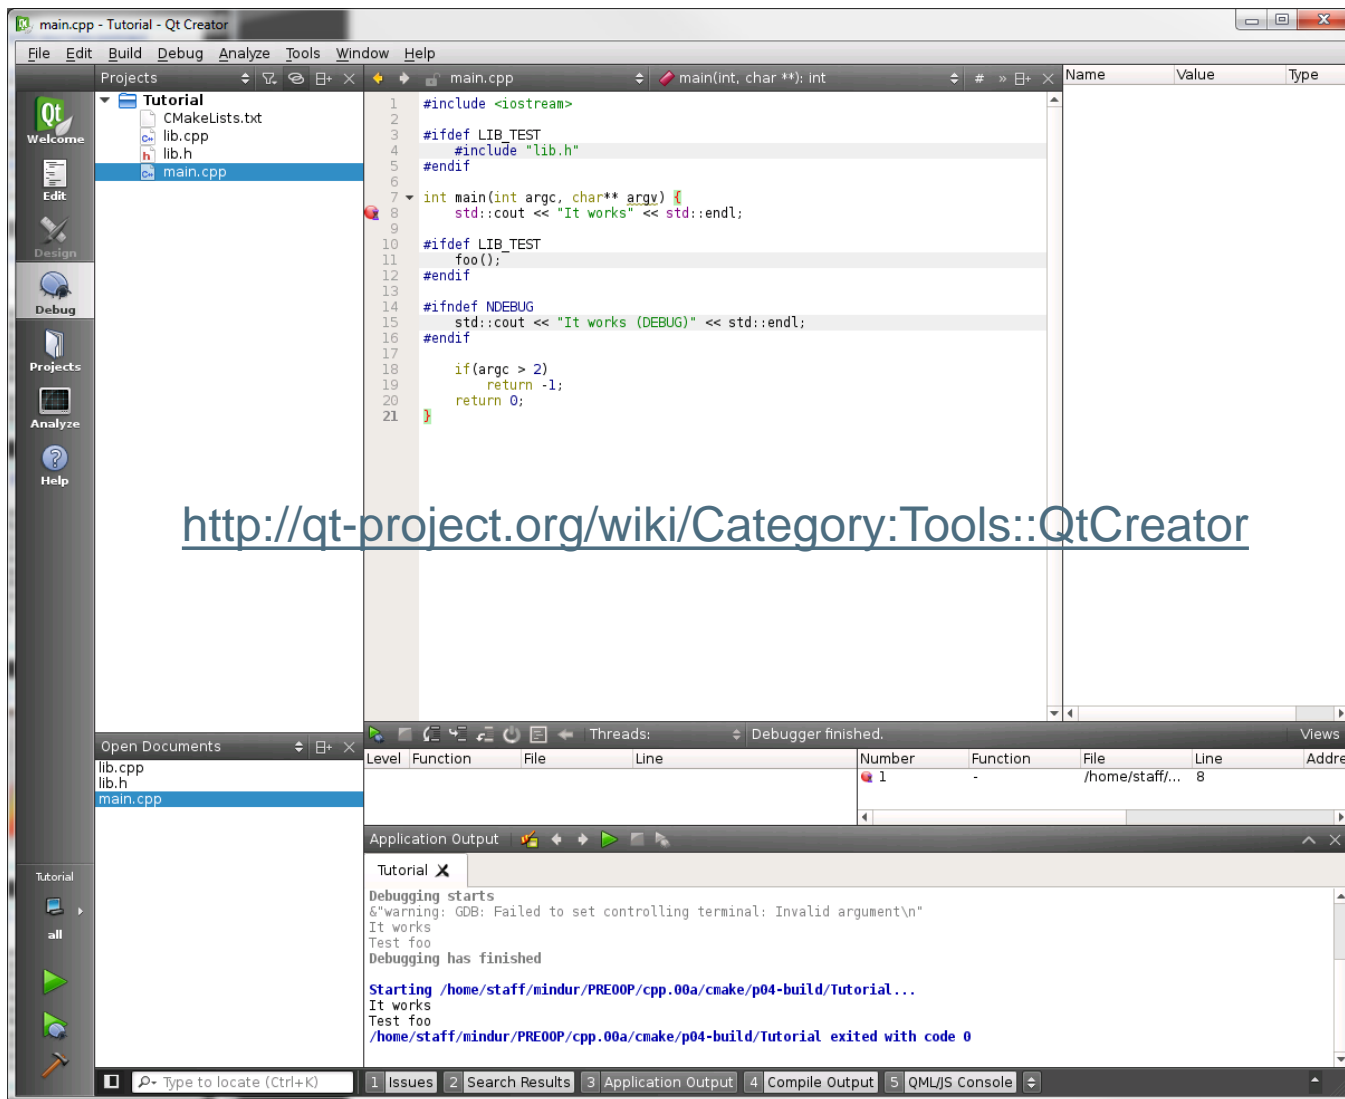 main.cpp - Tutorial - Qt Creator
File Edit Build Debug Analyze Tools Window Help
Projects
main.cpp
main(int, char **): int
# »
Name Value Type
Welcome
Edit
Design
Debug
Projects
Analyze
Help
Tutorial
CMakeLists.txt
lib.cpp
lib.h
main.cpp
1 #include <iostream>
2
3 #ifdef LIB_TEST
4 #include "lib.h"
5 #endif
6
7 int main(int argc, char** argv) {
8 std::cout << "It works" << std::endl;
9
10 #ifdef LIB_TEST
11 foo();
12 #endif
13
14 #ifndef NDEBUG
15 std::cout << "It works (DEBUG)" << std::endl;
16 #endif
17
18 if(argc > 2)
19 return -1;
20 return 0;
21 }
http://qt-project.org/wiki/Category:Tools::QtCreator
Threads: Debugger finished. Views
Open Documents
lib.cpp
lib.h
main.cpp
Level Function File Line
Number Function File Line Addre
1 - /home/staff/... 8
Application Output
Tutorial
Debugging starts
&"warning: GDB: Failed to set controlling terminal: Invalid argument\n"
It works
Test foo
Debugging has finished
Starting /home/staff/mindur/PREOOP/cpp.00a/cmake/p04-build/Tutorial...
It works
Test foo
/home/staff/mindur/PREOOP/cpp.00a/cmake/p04-build/Tutorial exited with code 0
Tutorial
all
Type to locate (Ctrl+K)
1 Issues 2 Search Results 3 Application Output 4 Compile Output 5 QML/JS Console